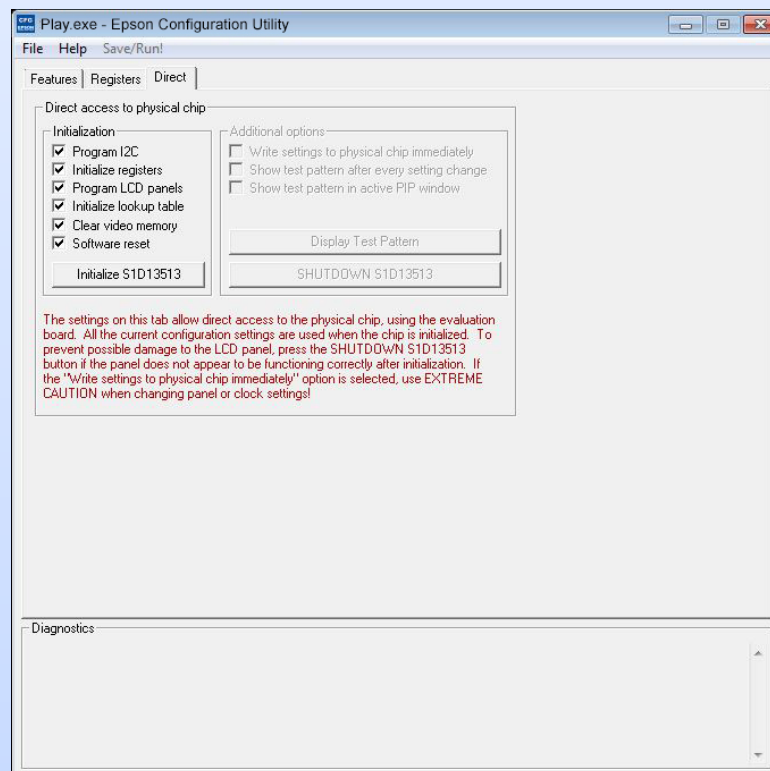 CFG
EPSON
Play.exe - Epson Configuration Utility
File Help Save/Run!
Features Registers Direct
Direct access to physical chip
Initialization
Program I2C
Initialize registers
Program LCD panels
Initialize lookup table
Clear video memory
Software reset
Initialize S1D13513
Additional options
Write settings to physical chip immediately
Show test pattern after every setting change
Show test pattern in active PIP window
Display Test Pattern
SHUTDOWN S1D13513
The settings on this tab allow direct access to the physical chip, using the evaluation
board. All the current configuration settings are used when the chip is initialized. To
prevent possible damage to the LCD panel, press the SHUTDOWN S1D13513
button if the panel does not appear to be functioning correctly after initialization. If
the "Write settings to physical chip immediately" option is selected, use EXTREME
CAUTION when changing panel or clock settings!
Diagnostics